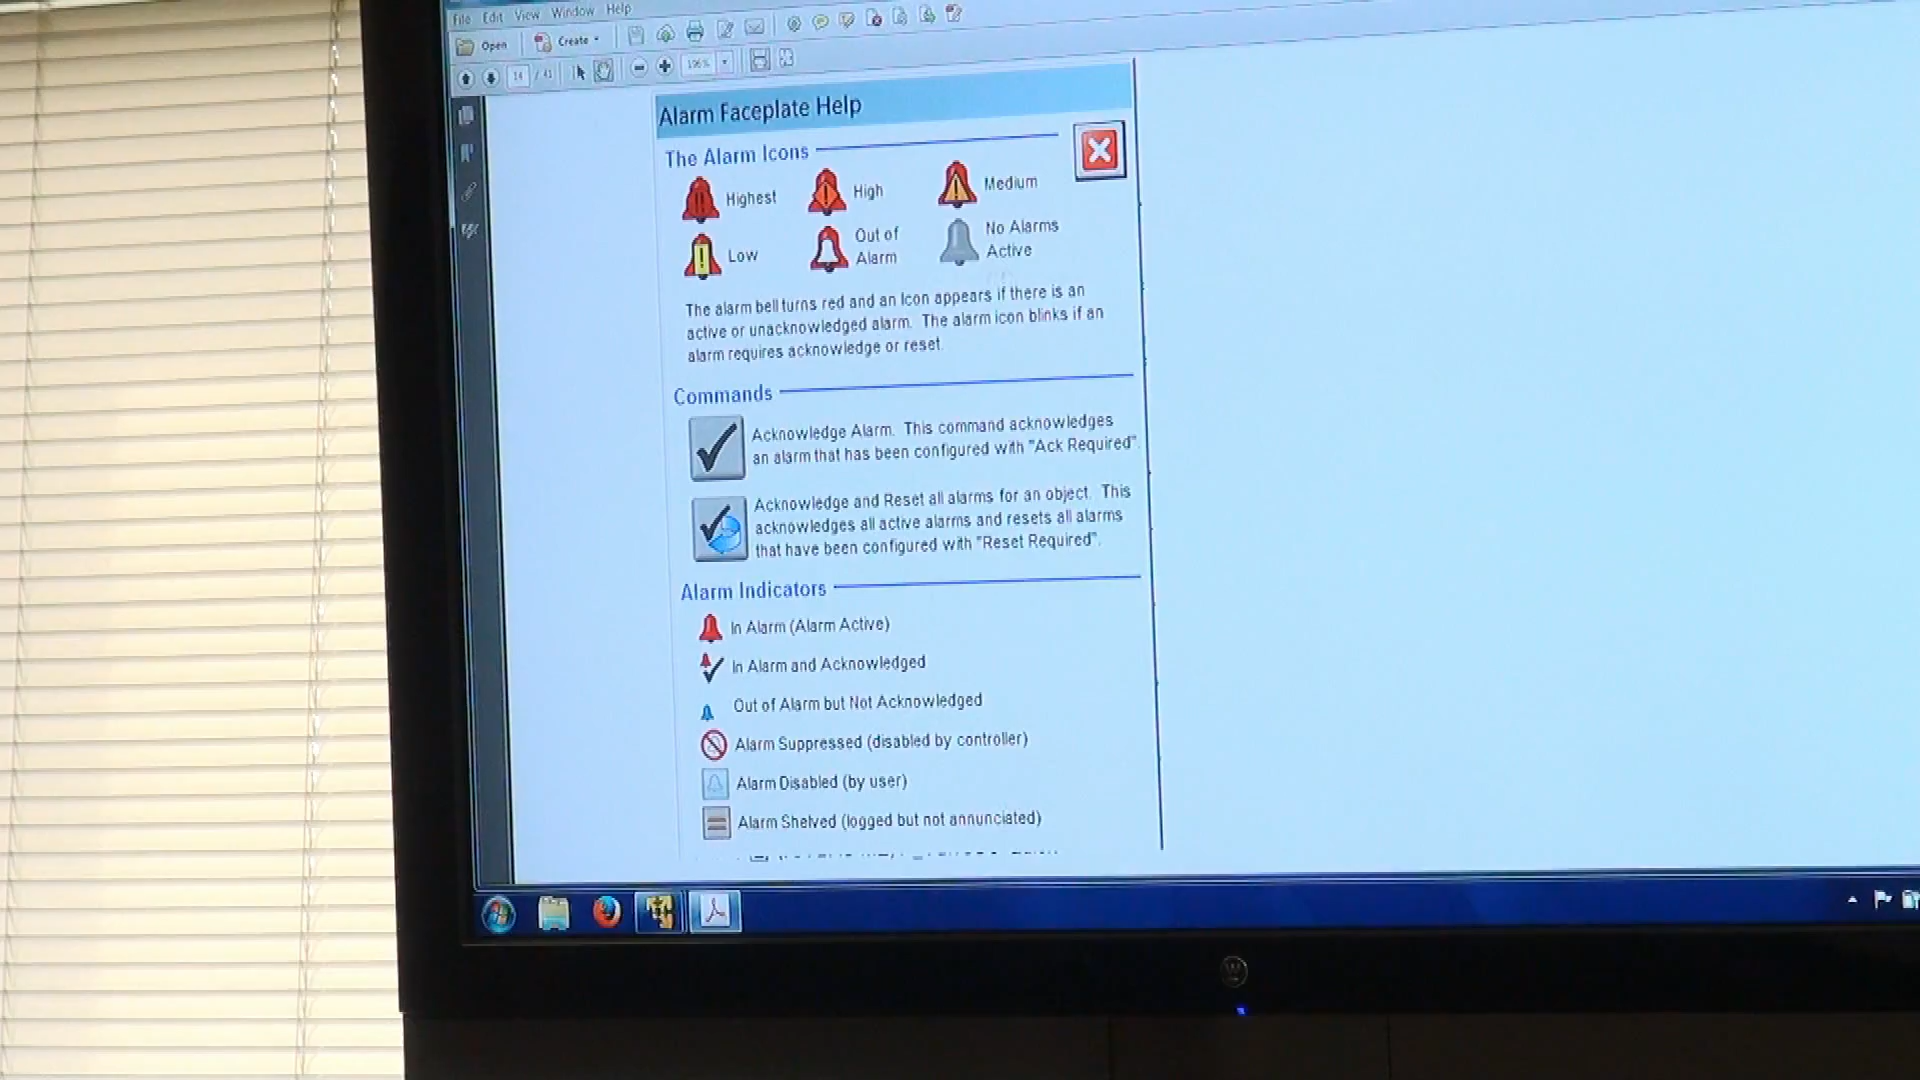 File Edit View Window Help
Open Create
14 / 41 196%
Alarm Faceplate Help
The Alarm Icons
Highest High Medium
Low Out of Alarm No Alarms Active
The alarm bell turns red and an Icon appears if there is an
active or unacknowledged alarm. The alarm icon blinks if an
alarm requires acknowledge or reset.
Commands
Acknowledge Alarm. This command acknowledges
an alarm that has been configured with "Ack Required".
Acknowledge and Reset all alarms for an object. This
acknowledges all active alarms and resets all alarms
that have been configured with "Reset Required".
Alarm Indicators
In Alarm (Alarm Active)
In Alarm and Acknowledged
Out of Alarm but Not Acknowledged
Alarm Suppressed (disabled by controller)
Alarm Disabled (by user)
Alarm Shelved (logged but not annunciated)